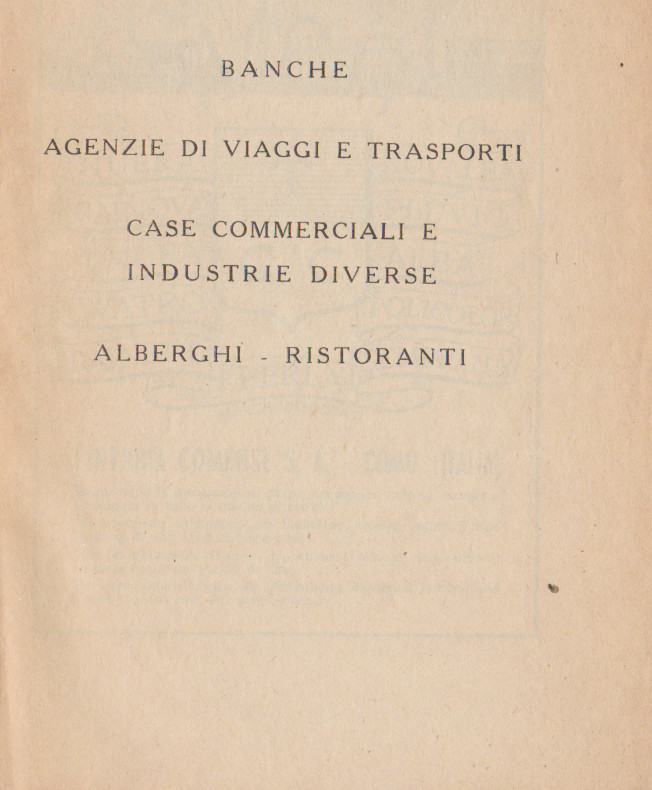 BANCHE
AGENZIE DI VIAGGI E TRASPORTI
CASE COMMERCIALI E
INDUSTRIE DIVERSE
ALBERGHI - RISTORANTI